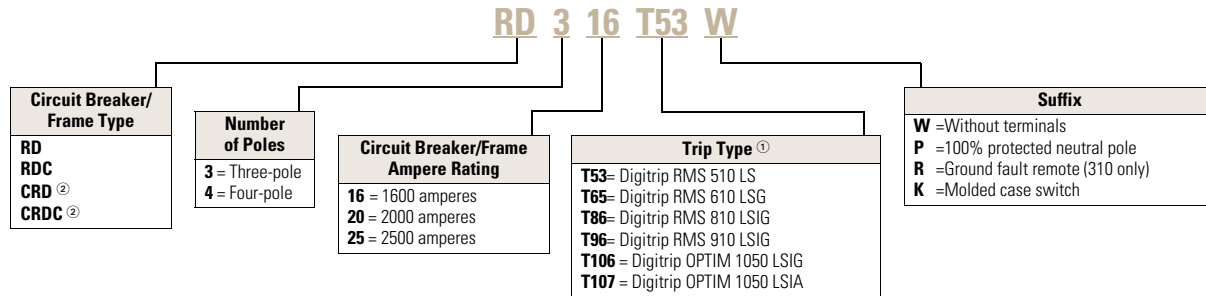 RD 3 16 T53 W
Circuit Breaker/
Frame Type
RD
RDC
CRD ②
CRDC ②
Number
of Poles
3 = Three-pole
4 = Four-pole
Circuit Breaker/Frame
Ampere Rating
16 = 1600 amperes
20 = 2000 amperes
25 = 2500 amperes
Trip Type ①
T53= Digitrip RMS 510 LS
T65= Digitrip RMS 610 LSG
T86= Digitrip RMS 810 LSIG
T96= Digitrip RMS 910 LSIG
T106 = Digitrip OPTIM 1050 LSIG
T107 = Digitrip OPTIM 1050 LSIA
Suffix
W =Without terminals
P =100% protected neutral pole
R =Ground fault remote (310 only)
K =Molded case switch